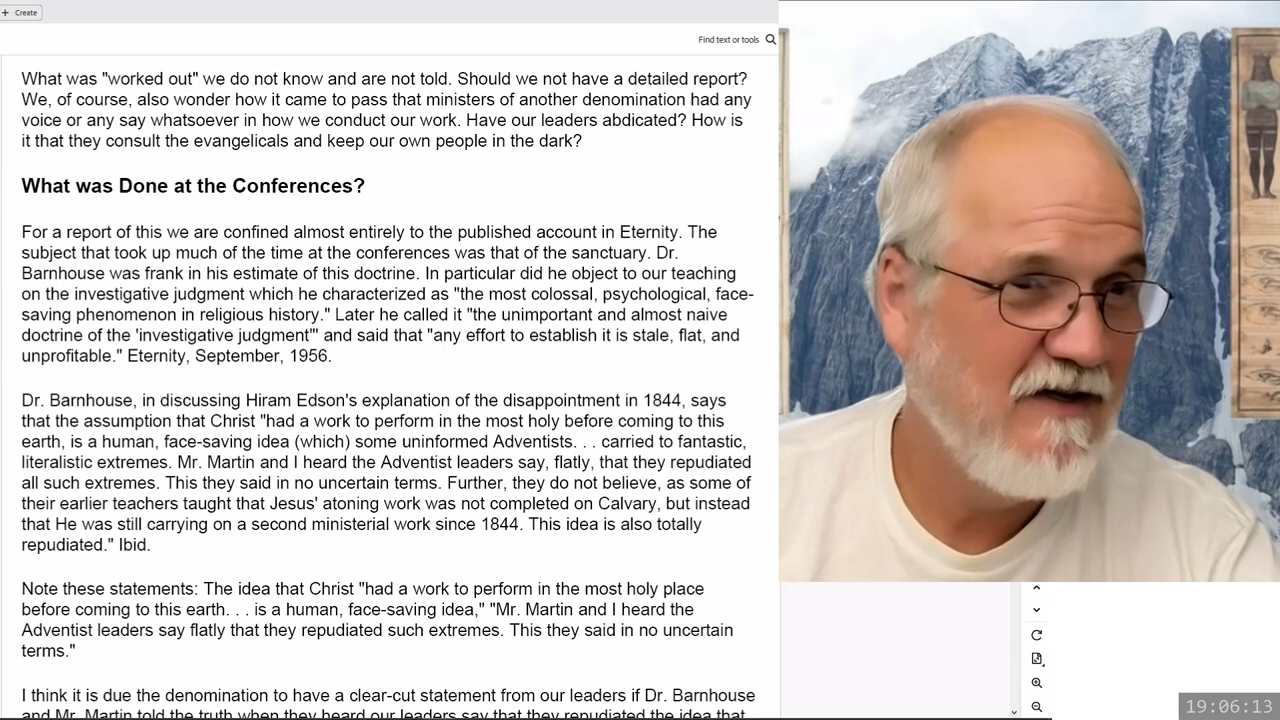 + Create
Find text or tools
What was "worked out" we do not know and are not told. Should we not have a detailed report?
We, of course, also wonder how it came to pass that ministers of another denomination had any
voice or any say whatsoever in how we conduct our work. Have our leaders abdicated? How is
it that they consult the evangelicals and keep our own people in the dark?
What was Done at the Conferences?
For a report of this we are confined almost entirely to the published account in Eternity. The
subject that took up much of the time at the conferences was that of the sanctuary. Dr.
Barnhouse was frank in his estimate of this doctrine. In particular did he object to our teaching
on the investigative judgment which he characterized as "the most colossal, psychological, face-
saving phenomenon in religious history." Later he called it "the unimportant and almost naive
doctrine of the 'investigative judgment'" and said that "any effort to establish it is stale, flat, and
unprofitable." Eternity, September, 1956.
Dr. Barnhouse, in discussing Hiram Edson's explanation of the disappointment in 1844, says
that the assumption that Christ "had a work to perform in the most holy before coming to this
earth, is a human, face-saving idea (which) some uninformed Adventists. . . carried to fantastic,
literalistic extremes. Mr. Martin and I heard the Adventist leaders say, flatly, that they repudiated
all such extremes. This they said in no uncertain terms. Further, they do not believe, as some of
their earlier teachers taught that Jesus' atoning work was not completed on Calvary, but instead
that He was still carrying on a second ministerial work since 1844. This idea is also totally
repudiated." Ibid.
Note these statements: The idea that Christ "had a work to perform in the most holy place
before coming to this earth. . . is a human, face-saving idea," "Mr. Martin and I heard the
Adventist leaders say flatly that they repudiated such extremes. This they said in no uncertain
terms."
I think it is due the denomination to have a clear-cut statement from our leaders if Dr. Barnhouse
and Mr. Martin told the truth when they heard our leaders say that they repudiated the idea that
19:06:13